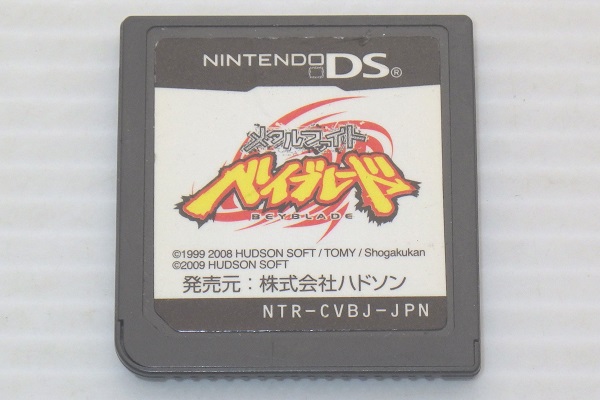 NINTENDO DS®
メタルファイト
ベイブレード
BEYBLADE
©1999 2008 HUDSON SOFT / TOMY / Shogakukan
©2009 HUDSON SOFT
発売元:株式会社ハドソン
NTR-CVBJ-JPN